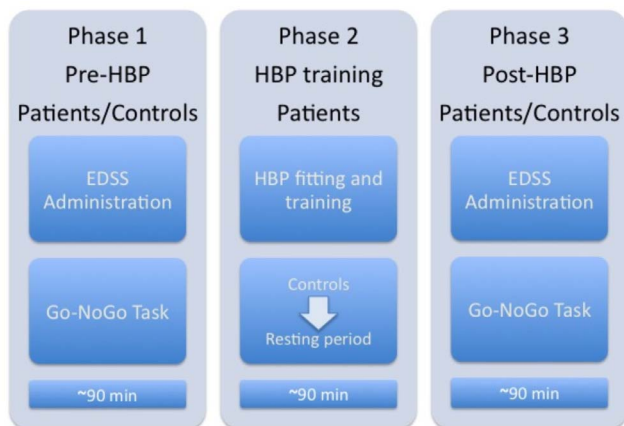 Phase 1
Pre-HBP
Patients/Controls
EDSS
Administration
Go-NoGo Task
~90 min
Phase 2
HBP training
Patients
HBP fitting and
training
Controls
Resting period
~90 min
Phase 3
Post-HBP
Patients/Controls
EDSS
Administration
Go-NoGo Task
~90 min